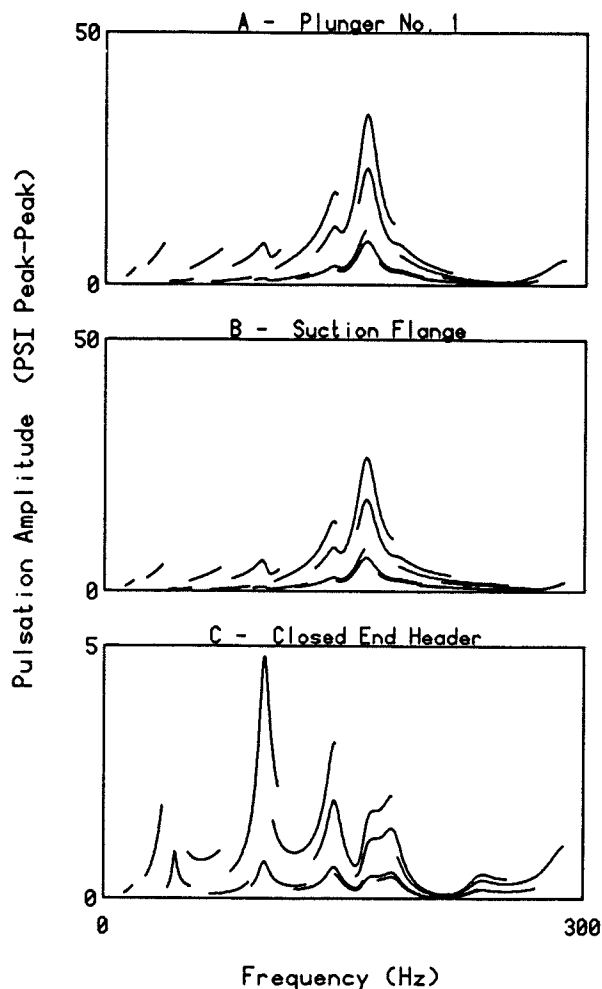 A - Plunger No. 1
50
0
B - Suction Flange
50
0
Pulsation Amplitude (PSI Peak-Peak)
C - Closed End Header
5
0
0 300
Frequency (Hz)